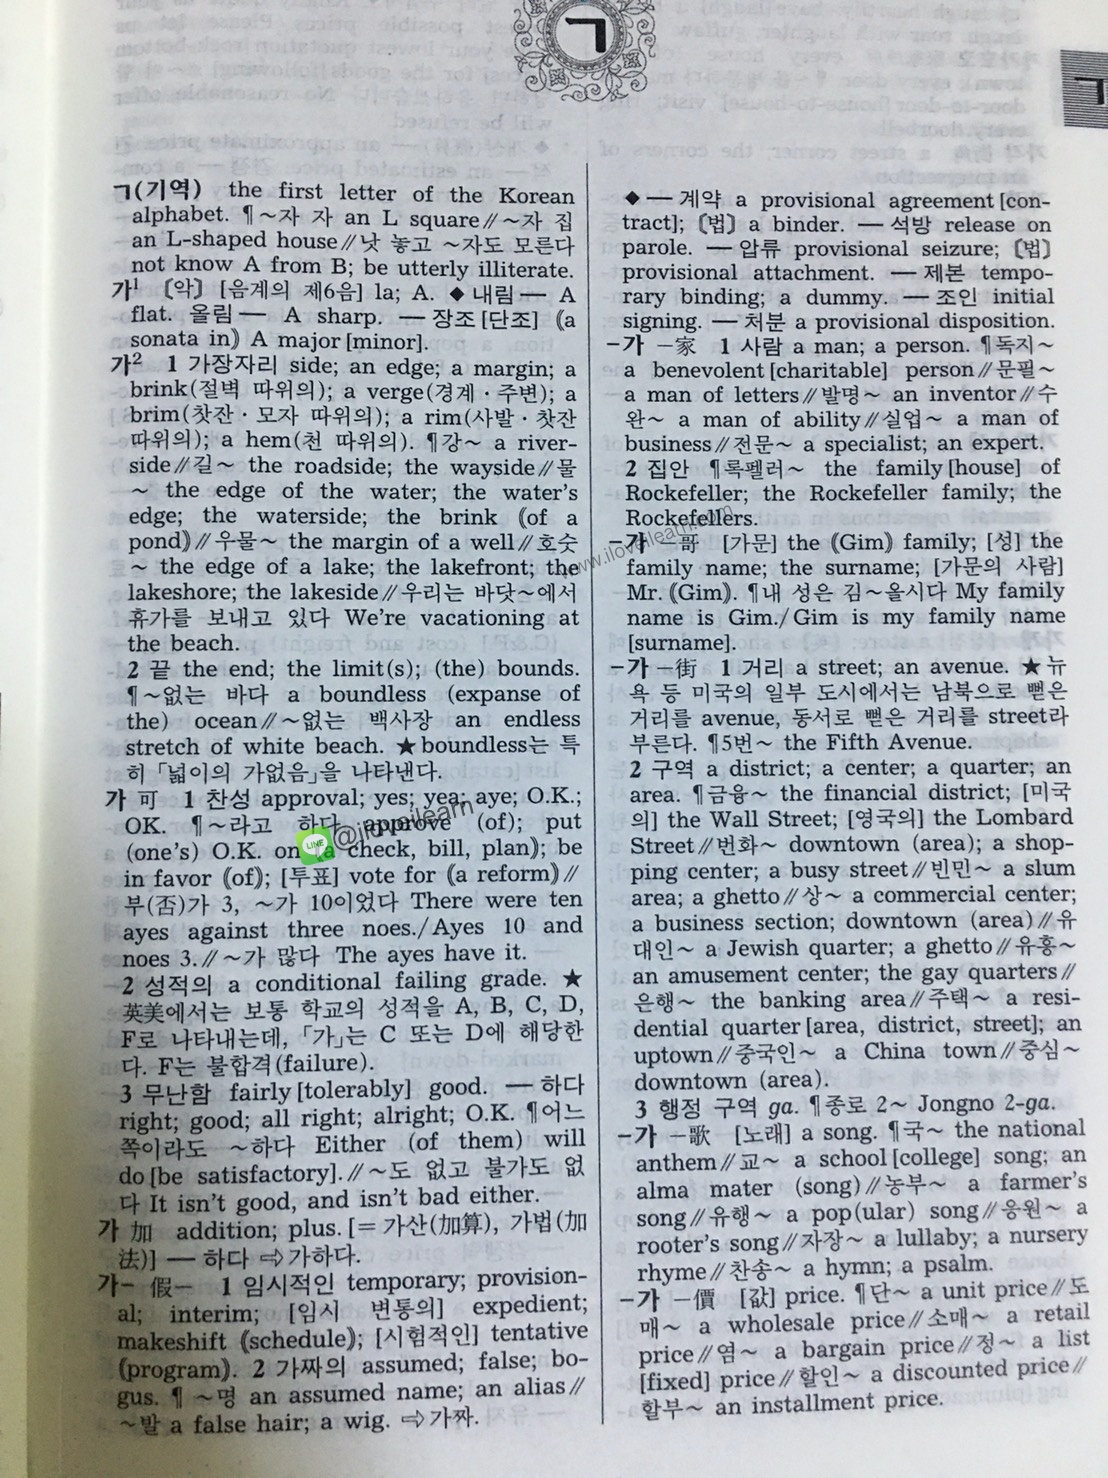 ㄱ
ㄱ
ㄱ(기역) the first letter of the Korean
alphabet. ¶～자 자 an L square∥～자 집
an L-shaped house∥낫 놓고 ～자도 모른다
not know A from B; be utterly illiterate.
가¹ 〔악〕 [음계의 제6음] la; A. ◆내림― A
flat. 올림― A sharp. ―장조[단조] 《a
sonata in》 A major [minor].
가² 1 가장자리 side; an edge; a margin; a
brink(절벽 따위의); a verge(경계·주변); a
brim(찻잔·모자 따위의); a rim(사발·찻잔
따위의); a hem(천 따위의). ¶강～ a river-
side∥길～ the roadside; the wayside∥물
～ the edge of the water; the water's
edge; the waterside; the brink 《of a
pond》∥우물～ the margin of a well∥호숫
～ the edge of a lake; the lakefront; the
lakeshore; the lakeside∥우리는 바닷～에서
휴가를 보내고 있다 We're vacationing at
the beach.
2 끝 the end; the limit(s); (the) bounds.
¶～없는 바다 a boundless (expanse of
the) ocean∥～없는 백사장 an endless
stretch of white beach. ★boundless는 특
히 「넓이의 가없음」을 나타낸다.
가 可 1 찬성 approval; yes; yea; aye; O.K.;
OK. ¶～라고 하다 approve (of); put
(one's) O.K. on 《a check, bill, plan》; be
in favor 《of》; [투표] vote for 《a reform》∥
부(否)가 3, ～가 10이었다 There were ten
ayes against three noes./Ayes 10 and
noes 3.∥～가 많다 The ayes have it.
2 성적의 a conditional failing grade. ★
英美에서는 보통 학교의 성적을 A, B, C, D,
F로 나타내는데, 「가」는 C 또는 D에 해당한
다. F는 불합격(failure).
3 무난함 fairly [tolerably] good. ―하다
right; good; all right; alright; O.K. ¶어느
쪽이라도 ～하다 Either (of them) will
do [be satisfactory].∥～도 없고 불가도 없
다 It isn't good, and isn't bad either.
가 加 addition; plus. [=가산(加算), 가법(加
法)] ―하다 ⇨가하다.
가- 假- 1 임시적인 temporary; provision-
al; interim; [임시 변통의] expedient;
makeshift 《schedule》; [시험적인] tentative
《program》. 2 가짜의 assumed; false; bo-
gus. ¶ ～명 an assumed name; an alias∥
～발 a false hair; a wig. ⇨가짜.
◆―계약 a provisional agreement [con-
tract]; 〔법〕 a binder. ―석방 release on
parole. ―압류 provisional seizure; 〔법〕
provisional attachment. ―제본 tempo-
rary binding; a dummy. ―조인 initial
signing. ―처분 a provisional disposition.
-가 -家 1 사람 a man; a person. ¶독지～
a benevolent [charitable] person∥문필～
a man of letters∥발명～ an inventor∥수
완～ a man of ability∥실업～ a man of
business∥전문～ a specialist; an expert.
2 집안 ¶록펠러～ the family [house] of
Rockefeller; the Rockefeller family; the
Rockefellers.
-가 -哥 [가문] the 《Gim》 family; [성] the
family name; the surname; [가문의 사람]
Mr. 《Gim》. ¶내 성은 김～올시다 My family
name is Gim./Gim is my family name
[surname].
-가 -街 1 거리 a street; an avenue. ★뉴
욕 등 미국의 일부 도시에서는 남북으로 뻗은
거리를 avenue, 동서로 뻗은 거리를 street라
부른다. ¶5번～ the Fifth Avenue.
2 구역 a district; a center; a quarter; an
area. ¶금융～ the financial district; [미국
의] the Wall Street; [영국의] the Lombard
Street∥번화～ downtown (area); a shop-
ping center; a busy street∥빈민～ a slum
area; a ghetto∥상～ a commercial center;
a business section; downtown (area)∥유
대인～ a Jewish quarter; a ghetto∥유흥～
an amusement center; the gay quarters∥
은행～ the banking area∥주택～ a resi-
dential quarter [area, district, street]; an
uptown∥중국인～ a China town∥중심～
downtown (area).
3 행정 구역 ga. ¶종로 2～ Jongno 2-ga.
-가 -歌 [노래] a song. ¶국～ the national
anthem∥교～ a school [college] song; an
alma mater (song)∥농부～ a farmer's
song∥유행～ a pop(ular) song∥응원～ a
rooter's song∥자장～ a lullaby; a nursery
rhyme∥찬송～ a hymn; a psalm.
-가 -價 [값] price. ¶단～ a unit price∥도
매～ a wholesale price∥소매～ a retail
price∥염～ a bargain price∥정～ a list
[fixed] price∥할인～ a discounted price∥
할부～ an installment price.
LINE @jlovilearn